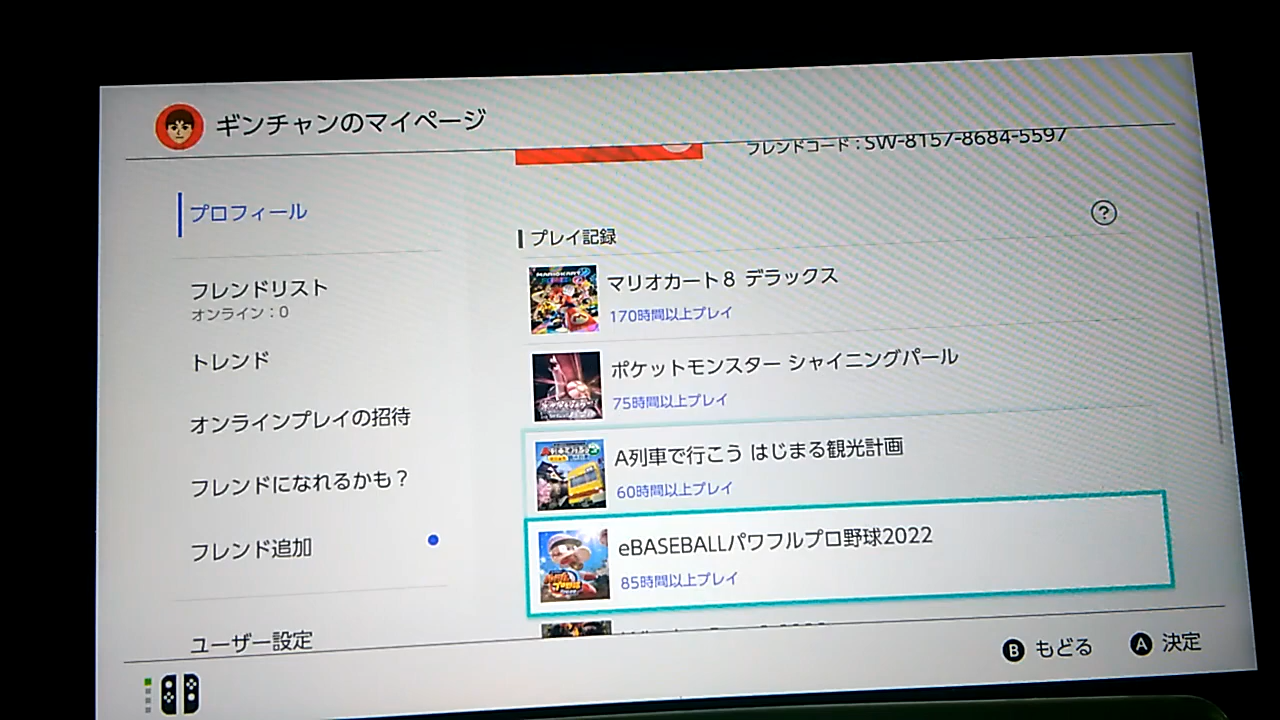 ギンチャンのマイページ
フレンドコード：SW-8157-8684-5597
プロフィール
フレンドリスト
オンライン：0
トレンド
オンラインプレイの招待
フレンドになれるかも？
フレンド追加
ユーザー設定
プレイ記録
?
マリオカート8 デラックス
170時間以上プレイ
ポケットモンスター シャイニングパール
75時間以上プレイ
A列車で行こう はじまる観光計画
60時間以上プレイ
eBASEBALLパワフルプロ野球2022
85時間以上プレイ
B もどる
A 決定